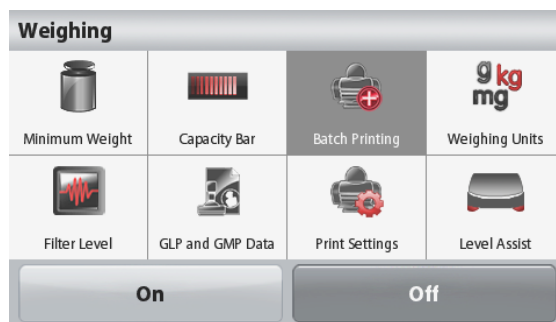 Weighing
g kg
mg
Minimum Weight
Capacity Bar
Batch Printing
Weighing Units
Filter Level
GLP and GMP Data
Print Settings
Level Assist
On
Off